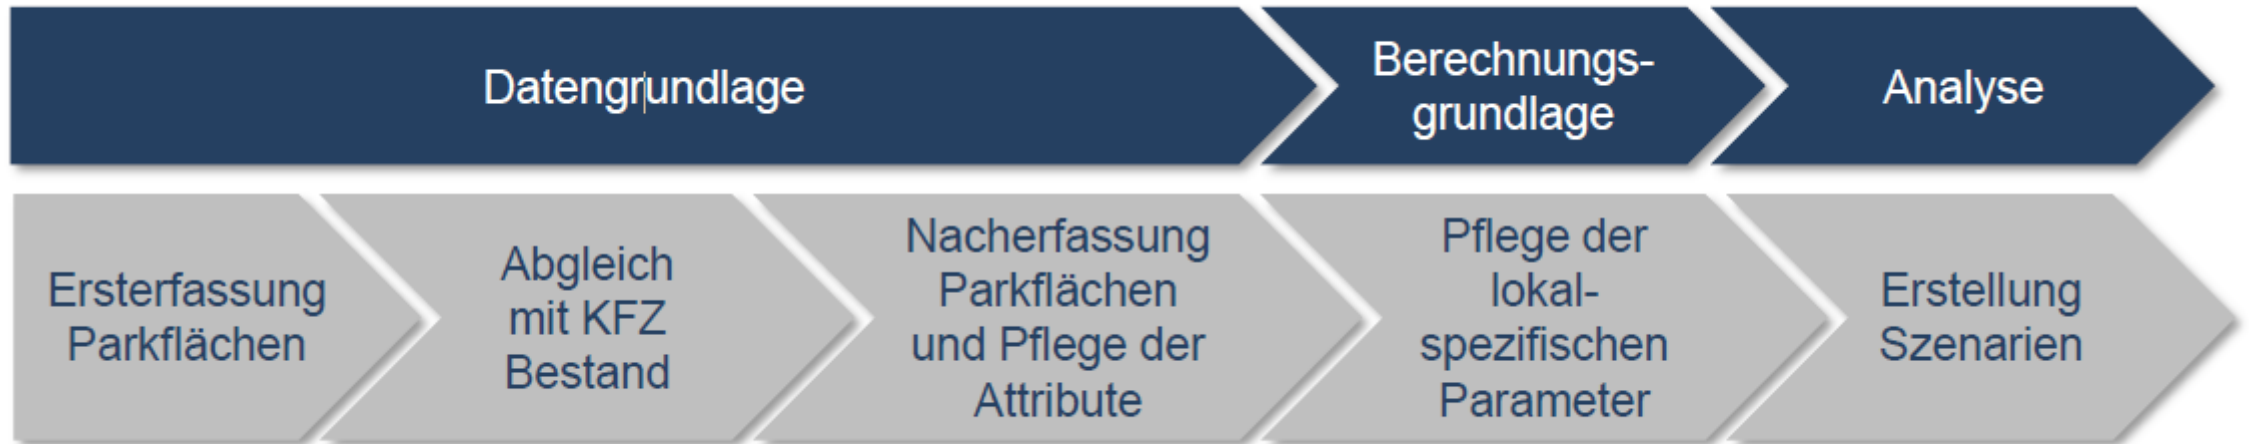 Datengrundlage
Berechnungs-
grundlage
Analyse
Ersterfassung
Parkflächen
Abgleich
mit KFZ
Bestand
Nacherfassung
Parkflächen
und Pflege der
Attribute
Pflege der
lokal-
spezifischen
Parameter
Erstellung
Szenarien